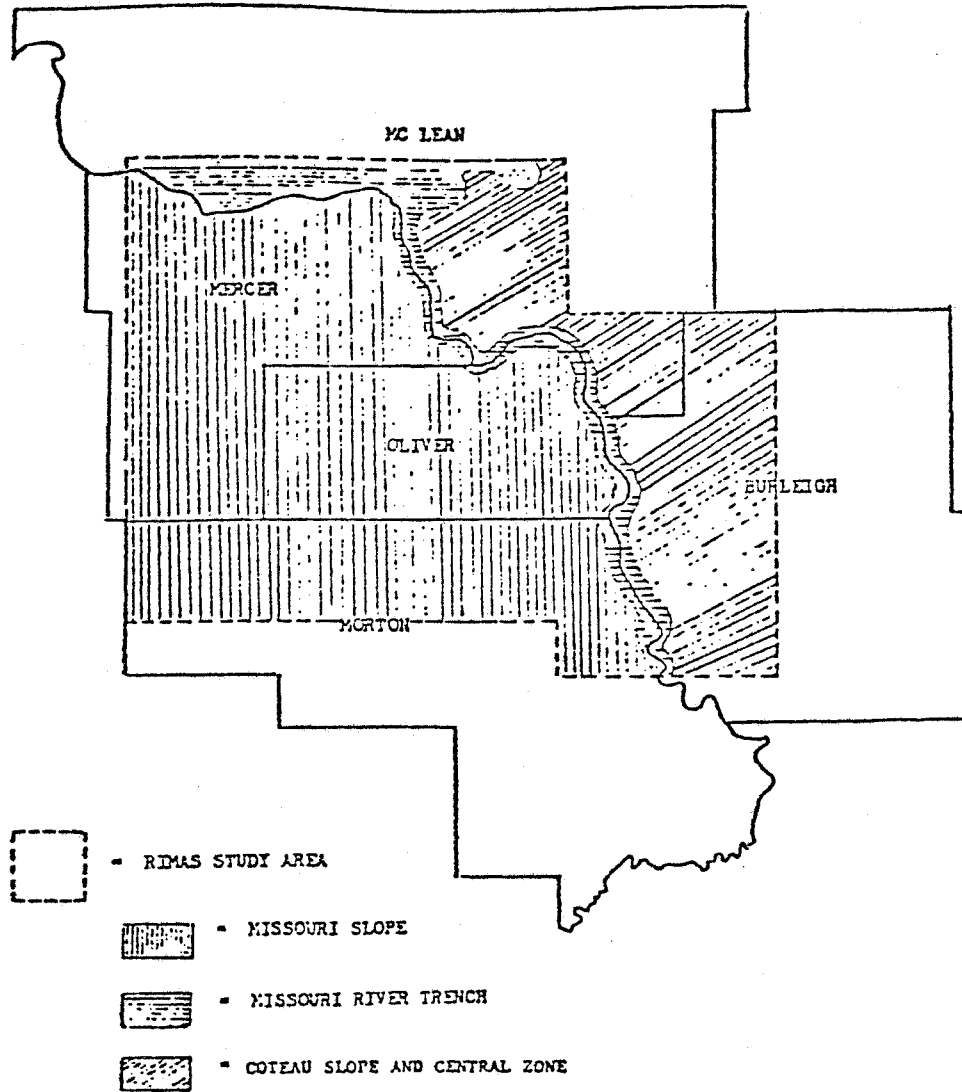 MC LEAN
MERCER
OLIVER
BURLEIGH
MORTON
= RIMAS STUDY AREA
= MISSOURI SLOPE
= MISSOURI RIVER TRENCH
= COTEAU SLOPE AND CENTRAL ZONE